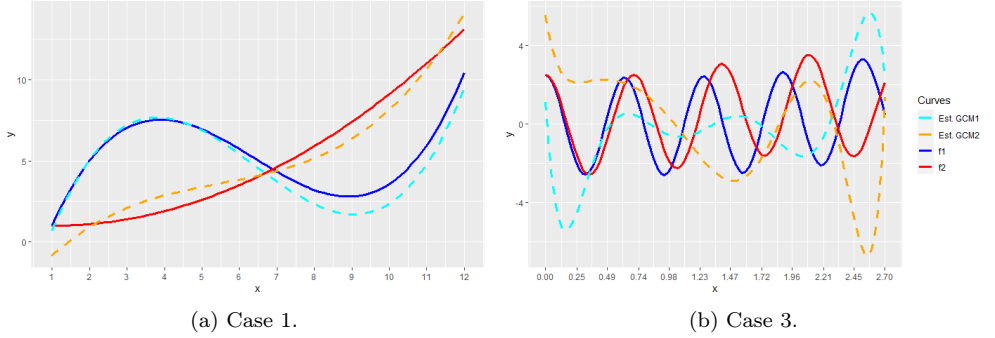 y
10
5
0
1 2 3 4 5 6 7 8 9 10 11 12
x
(a) Case 1.
y
4
0
-4
0.00 0.25 0.49 0.74 0.98 1.23 1.47 1.72 1.96 2.21 2.45 2.70
x
(b) Case 3.
Curves
Est. GCM1
Est. GCM2
f1
f2